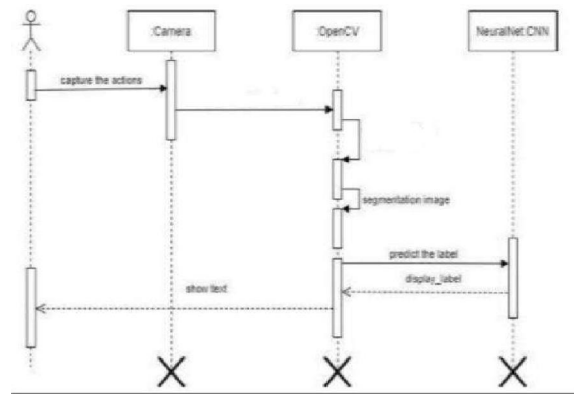 :Camera
:OpenCV
NeuralNet:CNN
capture the actions
segmentation image
predict the label
display_label
show text